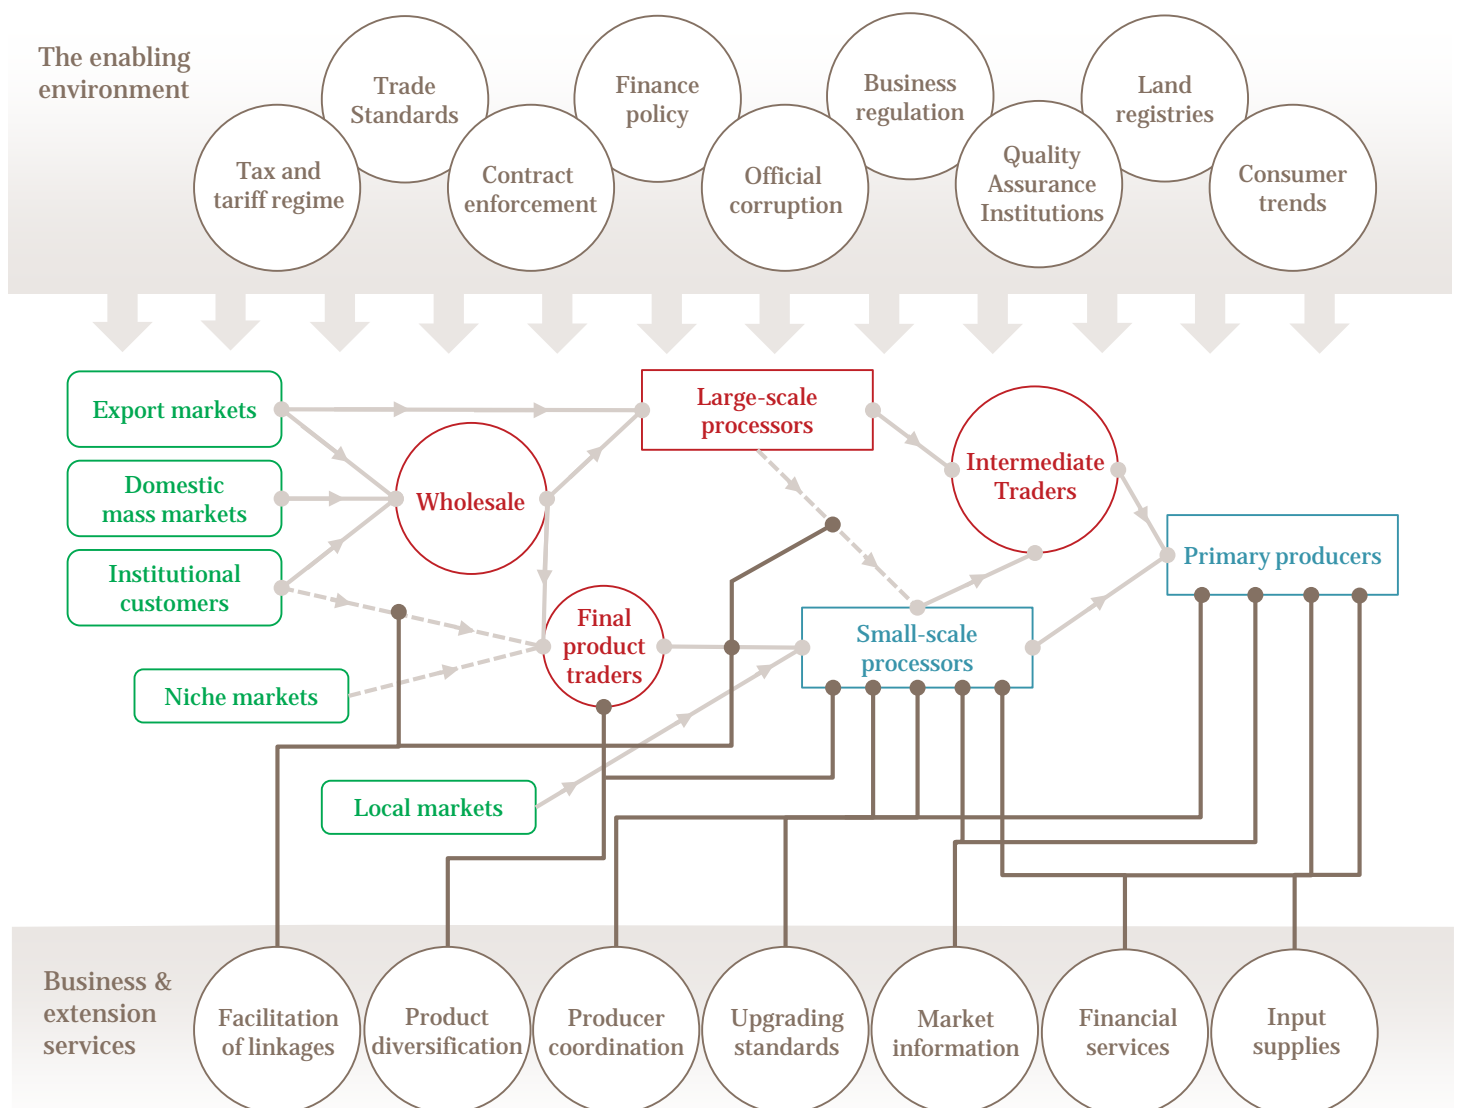 The enabling
environment
Trade
Standards
Finance
policy
Business
regulation
Land
registries
Tax and
tariff regime
Contract
enforcement
Official
corruption
Quality
Assurance
Institutions
Consumer
trends
Export markets
Domestic
mass markets
Institutional
customers
Niche markets
Local markets
Wholesale
Final
product
traders
Large-scale
processors
Small-scale
processors
Intermediate
Traders
Primary producers
Business &
extension
services
Facilitation
of linkages
Product
diversification
Producer
coordination
Upgrading
standards
Market
information
Financial
services
Input
supplies